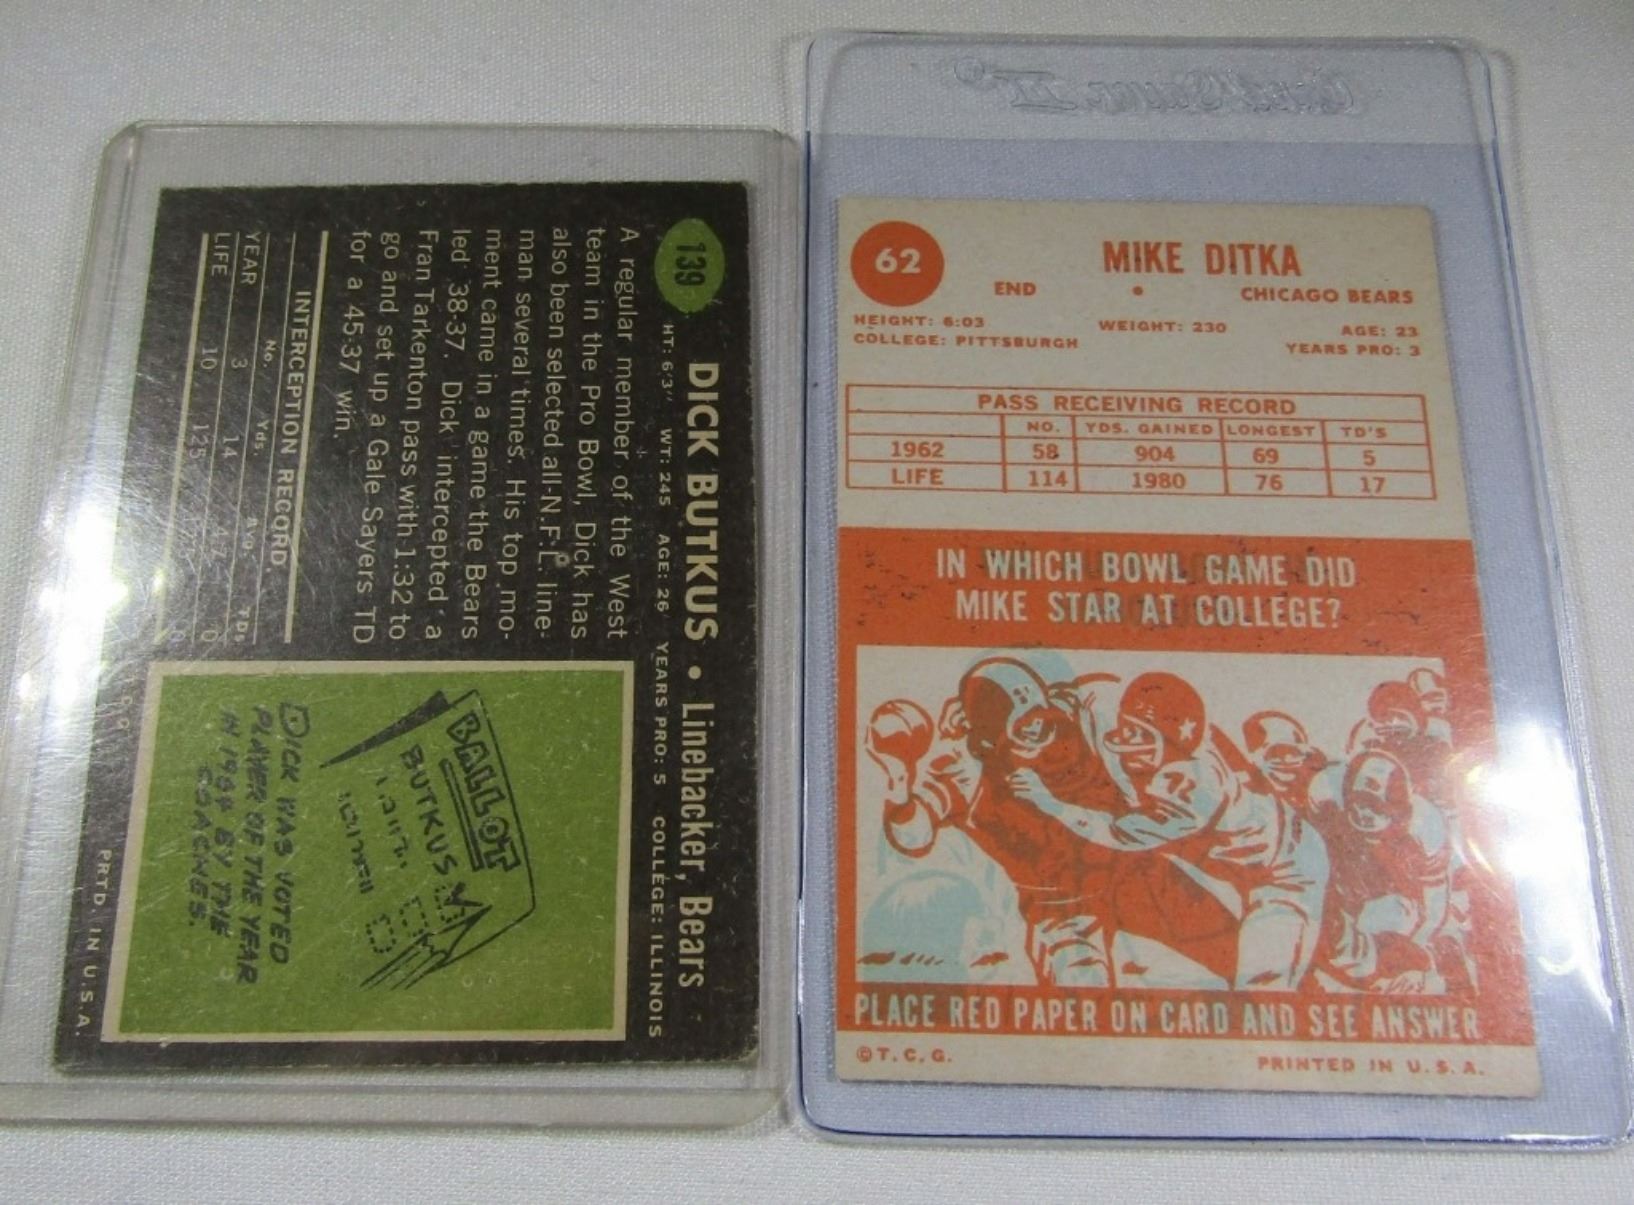 139
DICK BUTKUS • Linebacker, Bears
HT: 6'3" WT: 245 AGE: 26 YEARS PRO: 5 COLLEGE: ILLINOIS
A regular member of the West
team in the Pro Bowl, Dick has
also been selected all-N.F.L. line-
man several times. His top mo-
ment came in a game the Bears
led 38-37. Dick intercepted a
Fran Tarkenton pass with 1:32 to
go and set up a Gale Sayers TD
for a 45-37 win.
INTERCEPTION RECORD
No. Yds. Avg. TDs
YEAR 3 14 4.7 0
LIFE 10 125 0
BALLOT
BUTKUS
DICK WAS VOTED
PLAYER OF THE YEAR
IN 1964 BY THE
COACHES.
PRTD. IN U.S.A.
62
MIKE DITKA
END • CHICAGO BEARS
HEIGHT: 6:03 WEIGHT: 230 AGE: 23
COLLEGE: PITTSBURGH YEARS PRO: 3
PASS RECEIVING RECORD
NO. YDS. GAINED LONGEST TD'S
1962 58 904 69 5
LIFE 114 1980 76 17
IN WHICH BOWL GAME DID
MIKE STAR AT COLLEGE?
72
PLACE RED PAPER ON CARD AND SEE ANSWER
©T.C.G. PRINTED IN U.S.A.